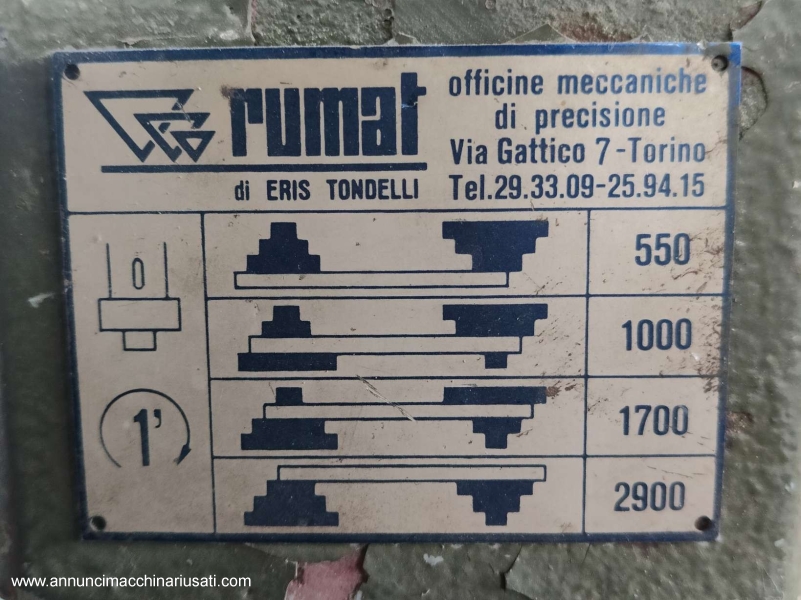 rumat
di ERIS TONDELLI
officine meccaniche
di precisione
Via Gattico 7-Torino
Tel.29.33.09-25.94.15
0
1'
550
1000
1700
2900
www.annuncimacchinariusati.com